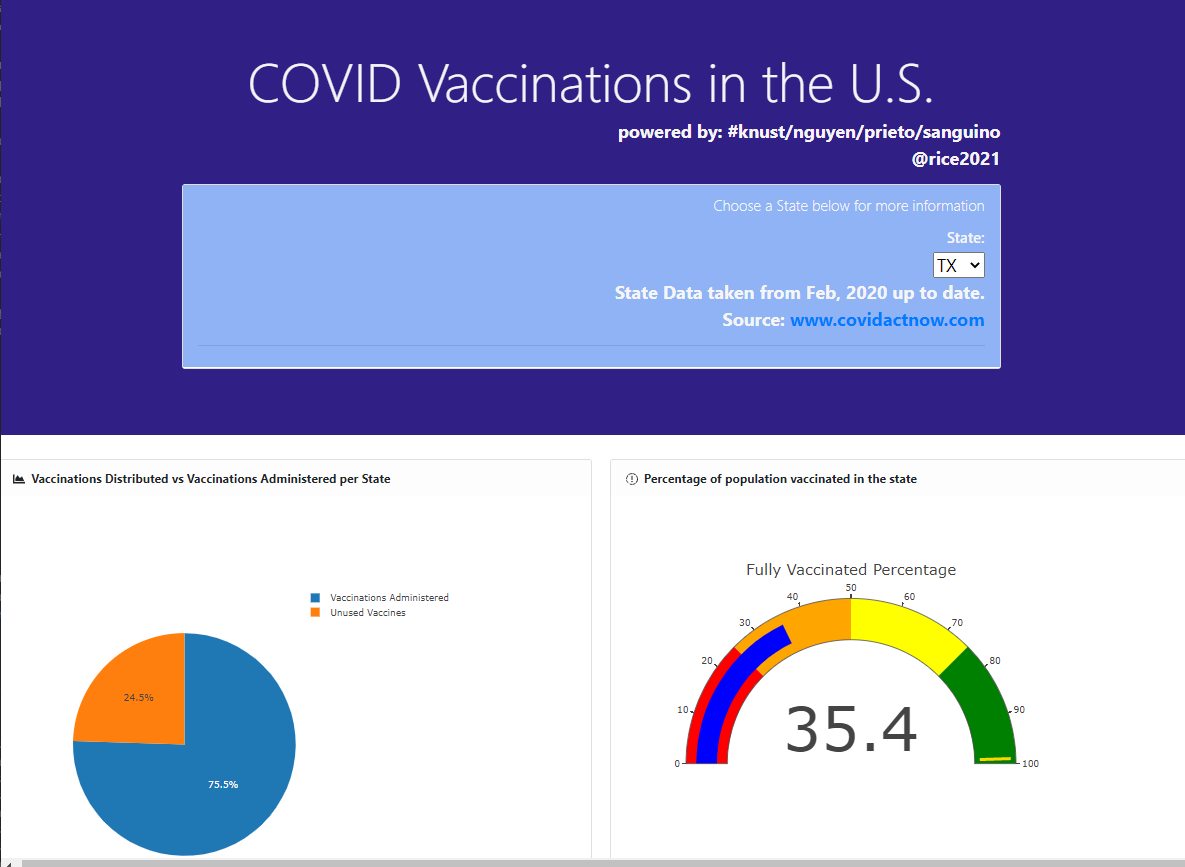 COVID Vaccinations in the U.S.
powered by: #knust/nguyen/prieto/sanguino
@rice2021
Choose a State below for more information
State:
TX
State Data taken from Feb, 2020 up to date.
Source: www.covidactnow.com
Vaccinations Distributed vs Vaccinations Administered per State
Vaccinations Administered
Unused Vaccines
24.5%
75.5%
Percentage of population vaccinated in the state
Fully Vaccinated Percentage
0
10
20
30
40
50
60
70
80
90
100
35.4